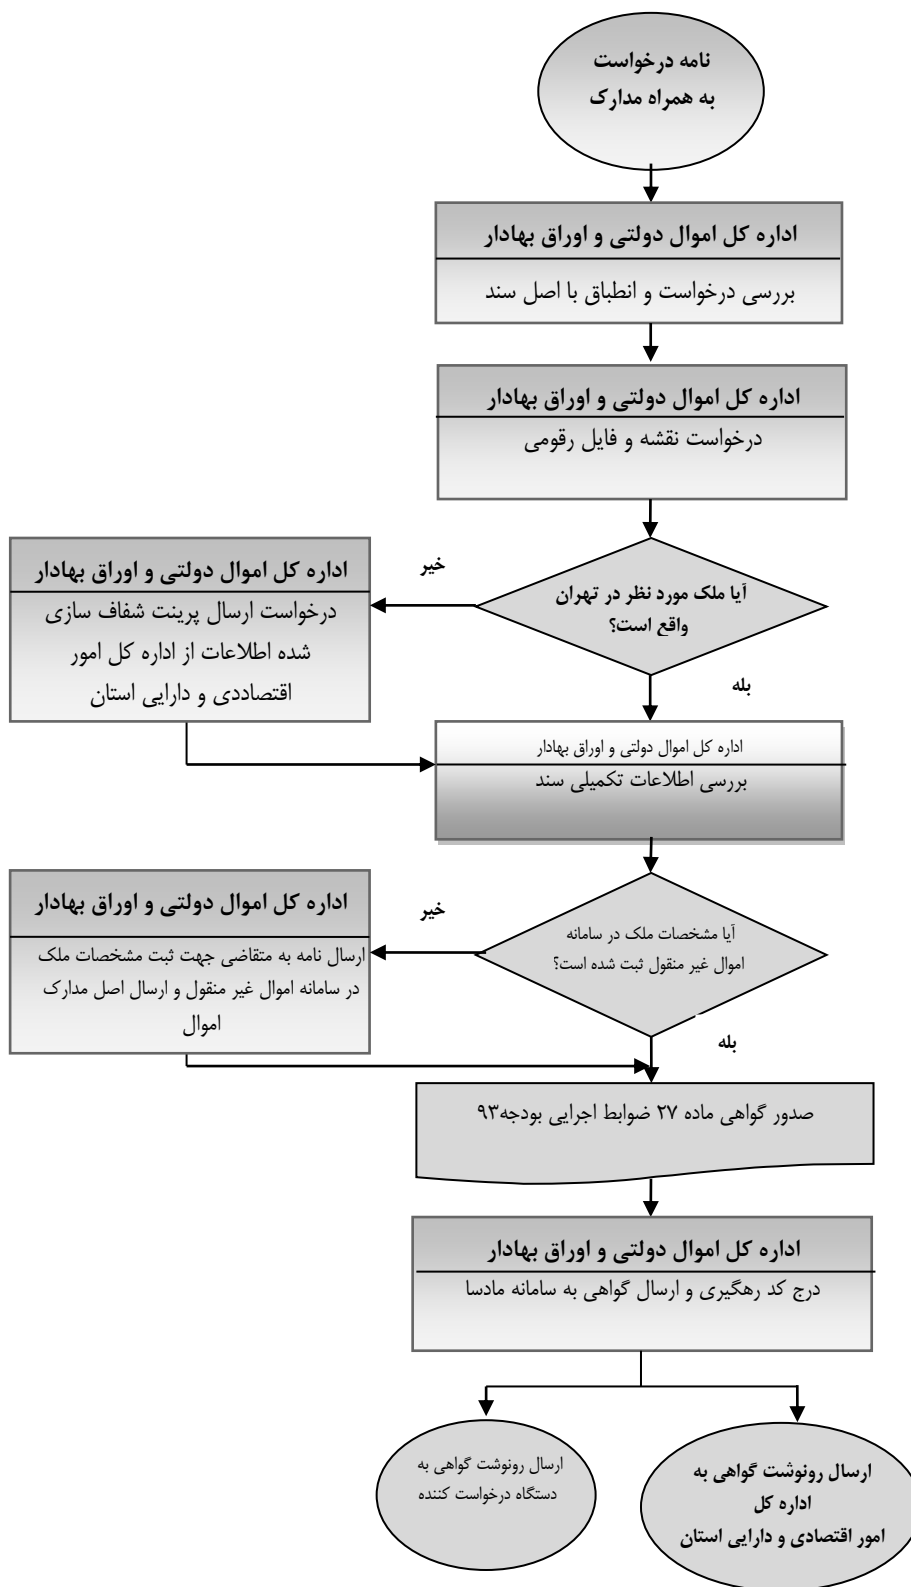 نامه درخواست
به همراه مدارک
اداره کل اموال دولتی و اوراق بهادار
بررسی درخواست و انطباق با اصل سند
اداره کل اموال دولتی و اوراق بهادار
درخواست نقشه و فایل رقومی
آیا ملک مورد نظر در تهران
واقع است؟
خیر
بله
اداره کل اموال دولتی و اوراق بهادار
درخواست ارسال پرینت شفاف سازی
شده اطلاعات از اداره کل امور
اقتصاددی و دارایی استان
اداره کل اموال دولتی و اوراق بهادار
بررسی اطلاعات تکمیلی سند
آیا مشخصات ملک در سامانه
اموال غیر منقول ثبت شده است؟
خیر
بله
اداره کل اموال دولتی و اوراق بهادار
ارسال نامه به متقاضی جهت ثبت مشخصات ملک
در سامانه اموال غیر منقول و ارسال اصل مدارک
اموال
صدور گواهی ماده ۲۷ ضوابط اجرایی بودجه۹۳
اداره کل اموال دولتی و اوراق بهادار
درج کد رهگیری و ارسال گواهی به سامانه مادسا
ارسال رونوشت گواهی به
اداره کل
امور اقتصادی و دارایی استان
ارسال رونوشت گواهی به
دستگاه درخواست کننده